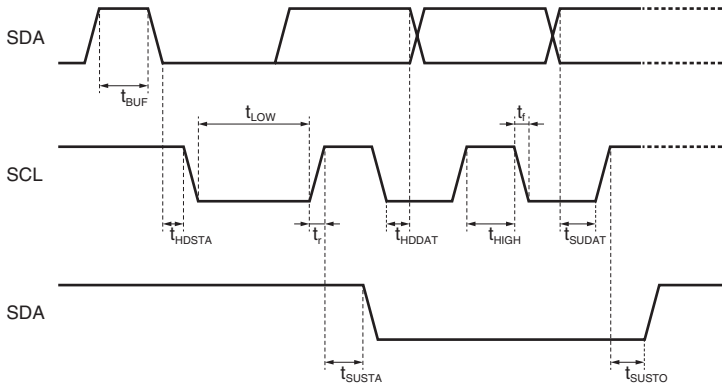 SDA
tBUF
tLOW
tf
SCL
tHDSTA
tr
tHDDAT
tHIGH
tSUDAT
SDA
tSUSTA
tSUSTO